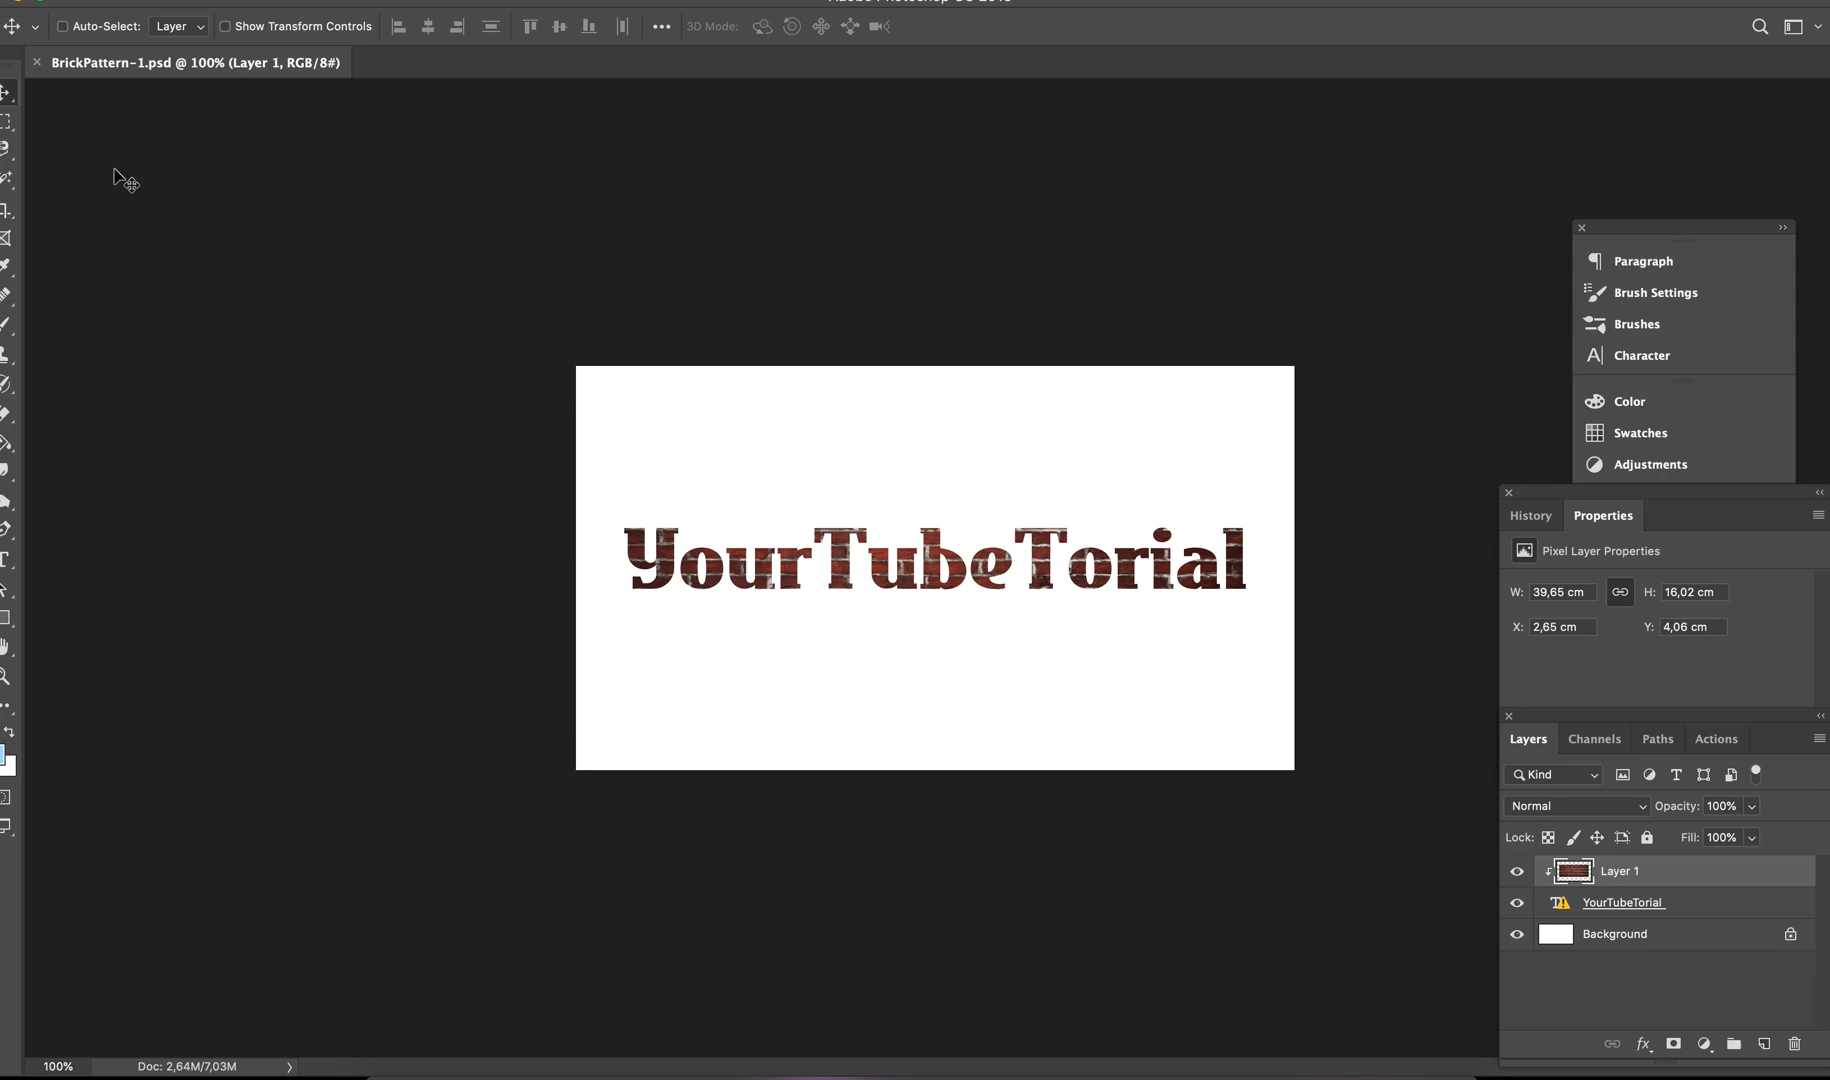 Auto-Select: Layer Show Transform Controls 3D Mode:
× BrickPattern-1.psd @ 100% (Layer 1, RGB/8#)
YourTubeTorial
Paragraph
Brush Settings
Brushes
Character
Color
Swatches
Adjustments
History Properties
Pixel Layer Properties
W: 39,65 cm H: 16,02 cm
X: 2,65 cm Y: 4,06 cm
Layers Channels Paths Actions
Kind
Normal Opacity: 100%
Lock: Fill: 100%
Layer 1
YourTubeTorial
Background
fx
100% Doc: 2,64M/7,03M